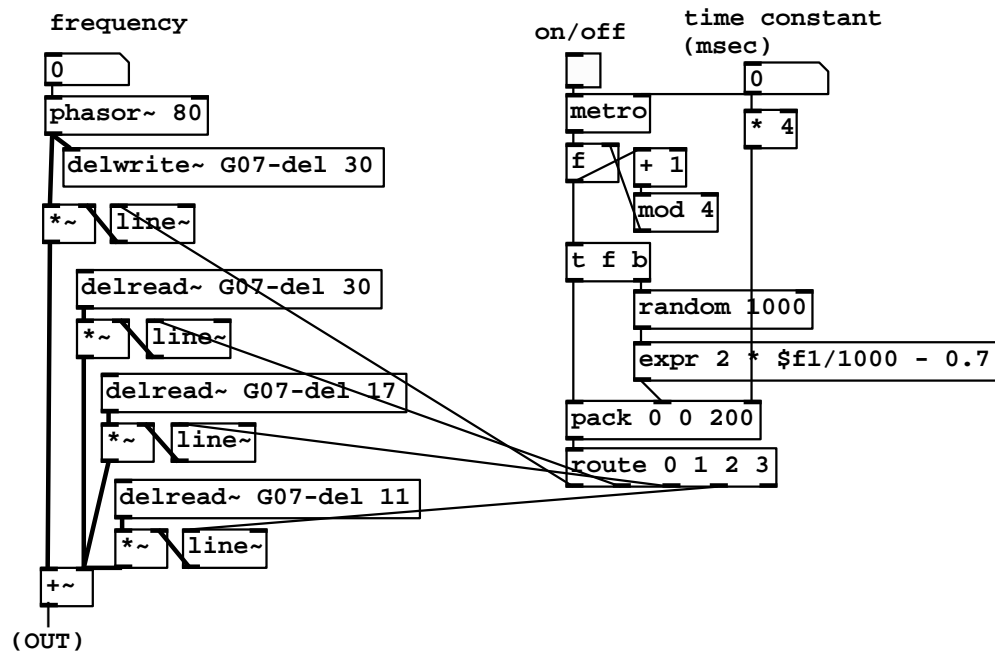 frequency
0
phasor~ 80
delwrite~ G07-del 30
*~
line~
delread~ G07-del 30
*~
line~
delread~ G07-del 17
*~
line~
delread~ G07-del 11
*~
line~
+~
(OUT)
on/off
time constant
(msec)
0
metro
* 4
f
+ 1
mod 4
t f b
random 1000
expr 2 * $f1/1000 - 0.7
pack 0 0 200
route 0 1 2 3